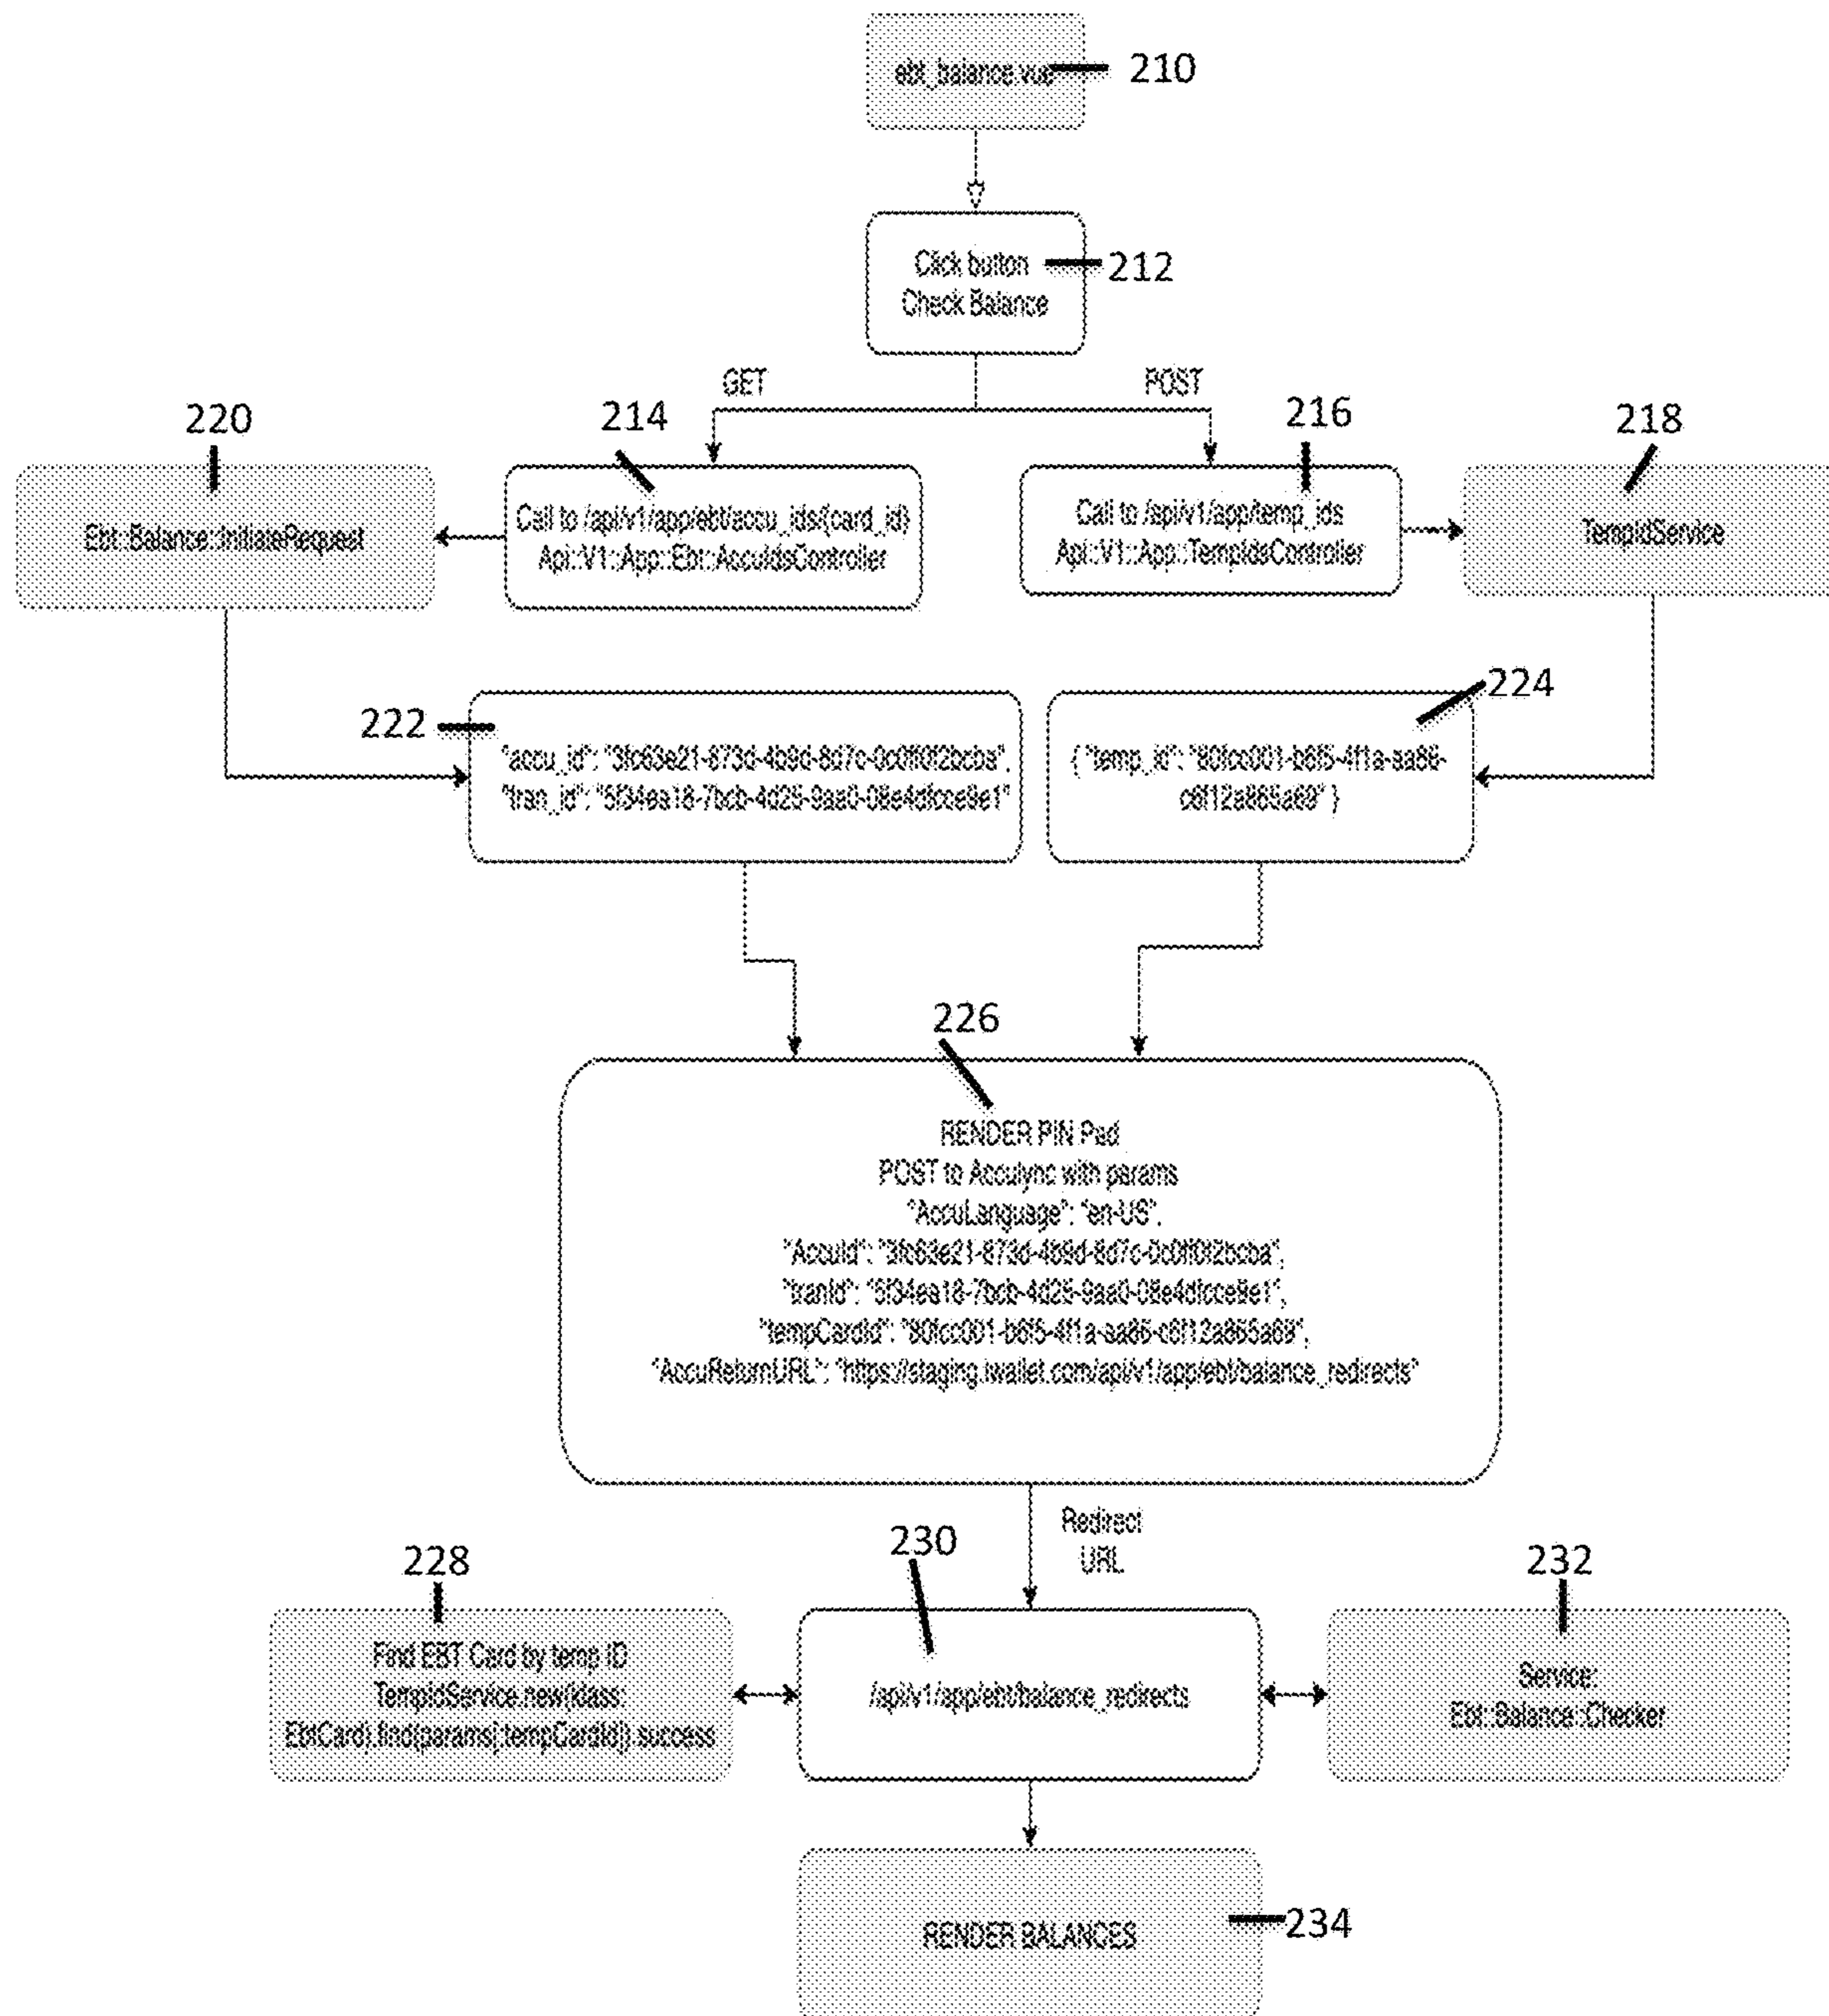 ebt_balance.vue
210
Click button
212
Check Balance
GET
POST
220
214
216
218
Ebt::Balance::InitiateRequest
Call to /api/v1/app/ebt/accu_ids/{card_id}
Api::V1::App::Ebt::AccuIdsController
Call to /api/v1/app/temp_ids
Api::V1::App::TempIdsController
TempIdService
222
224
"accu_id": "3fc63e21-873d-4b9d-8d7c-0c0ff0f2bcba",
"tran_id": "5f34ea18-7bcb-4d25-9aa0-08e4dfcce9e1"
{ "temp_id": "80fcc001-b6f5-4f1a-aa86-
c6f12a865a69" }
226
RENDER PIN Pad
POST to Acculync with params
"AccuLanguage": "en-US",
"AccuId": "3fc63e21-873d-4b9d-8d7c-0c0ff0f2bcba",
"tranId": "5f34ea18-7bcb-4d25-9aa0-08e4dfcce9e1",
"tempCardId": "80fcc001-b6f5-4f1a-aa86-c6f12a865a69",
"AccuReturnURL": "https://staging.iwallet.com/api/v1/app/ebt/balance_redirects"
Redirect
URL
228
230
232
Find EBT Card by temp ID
TempIdService.new(klass:
EbtCard).find(params[:tempCardId]).success
/api/v1/app/ebt/balance_redirects
Service:
Ebt::Balance::Checker
RENDER BALANCES
234